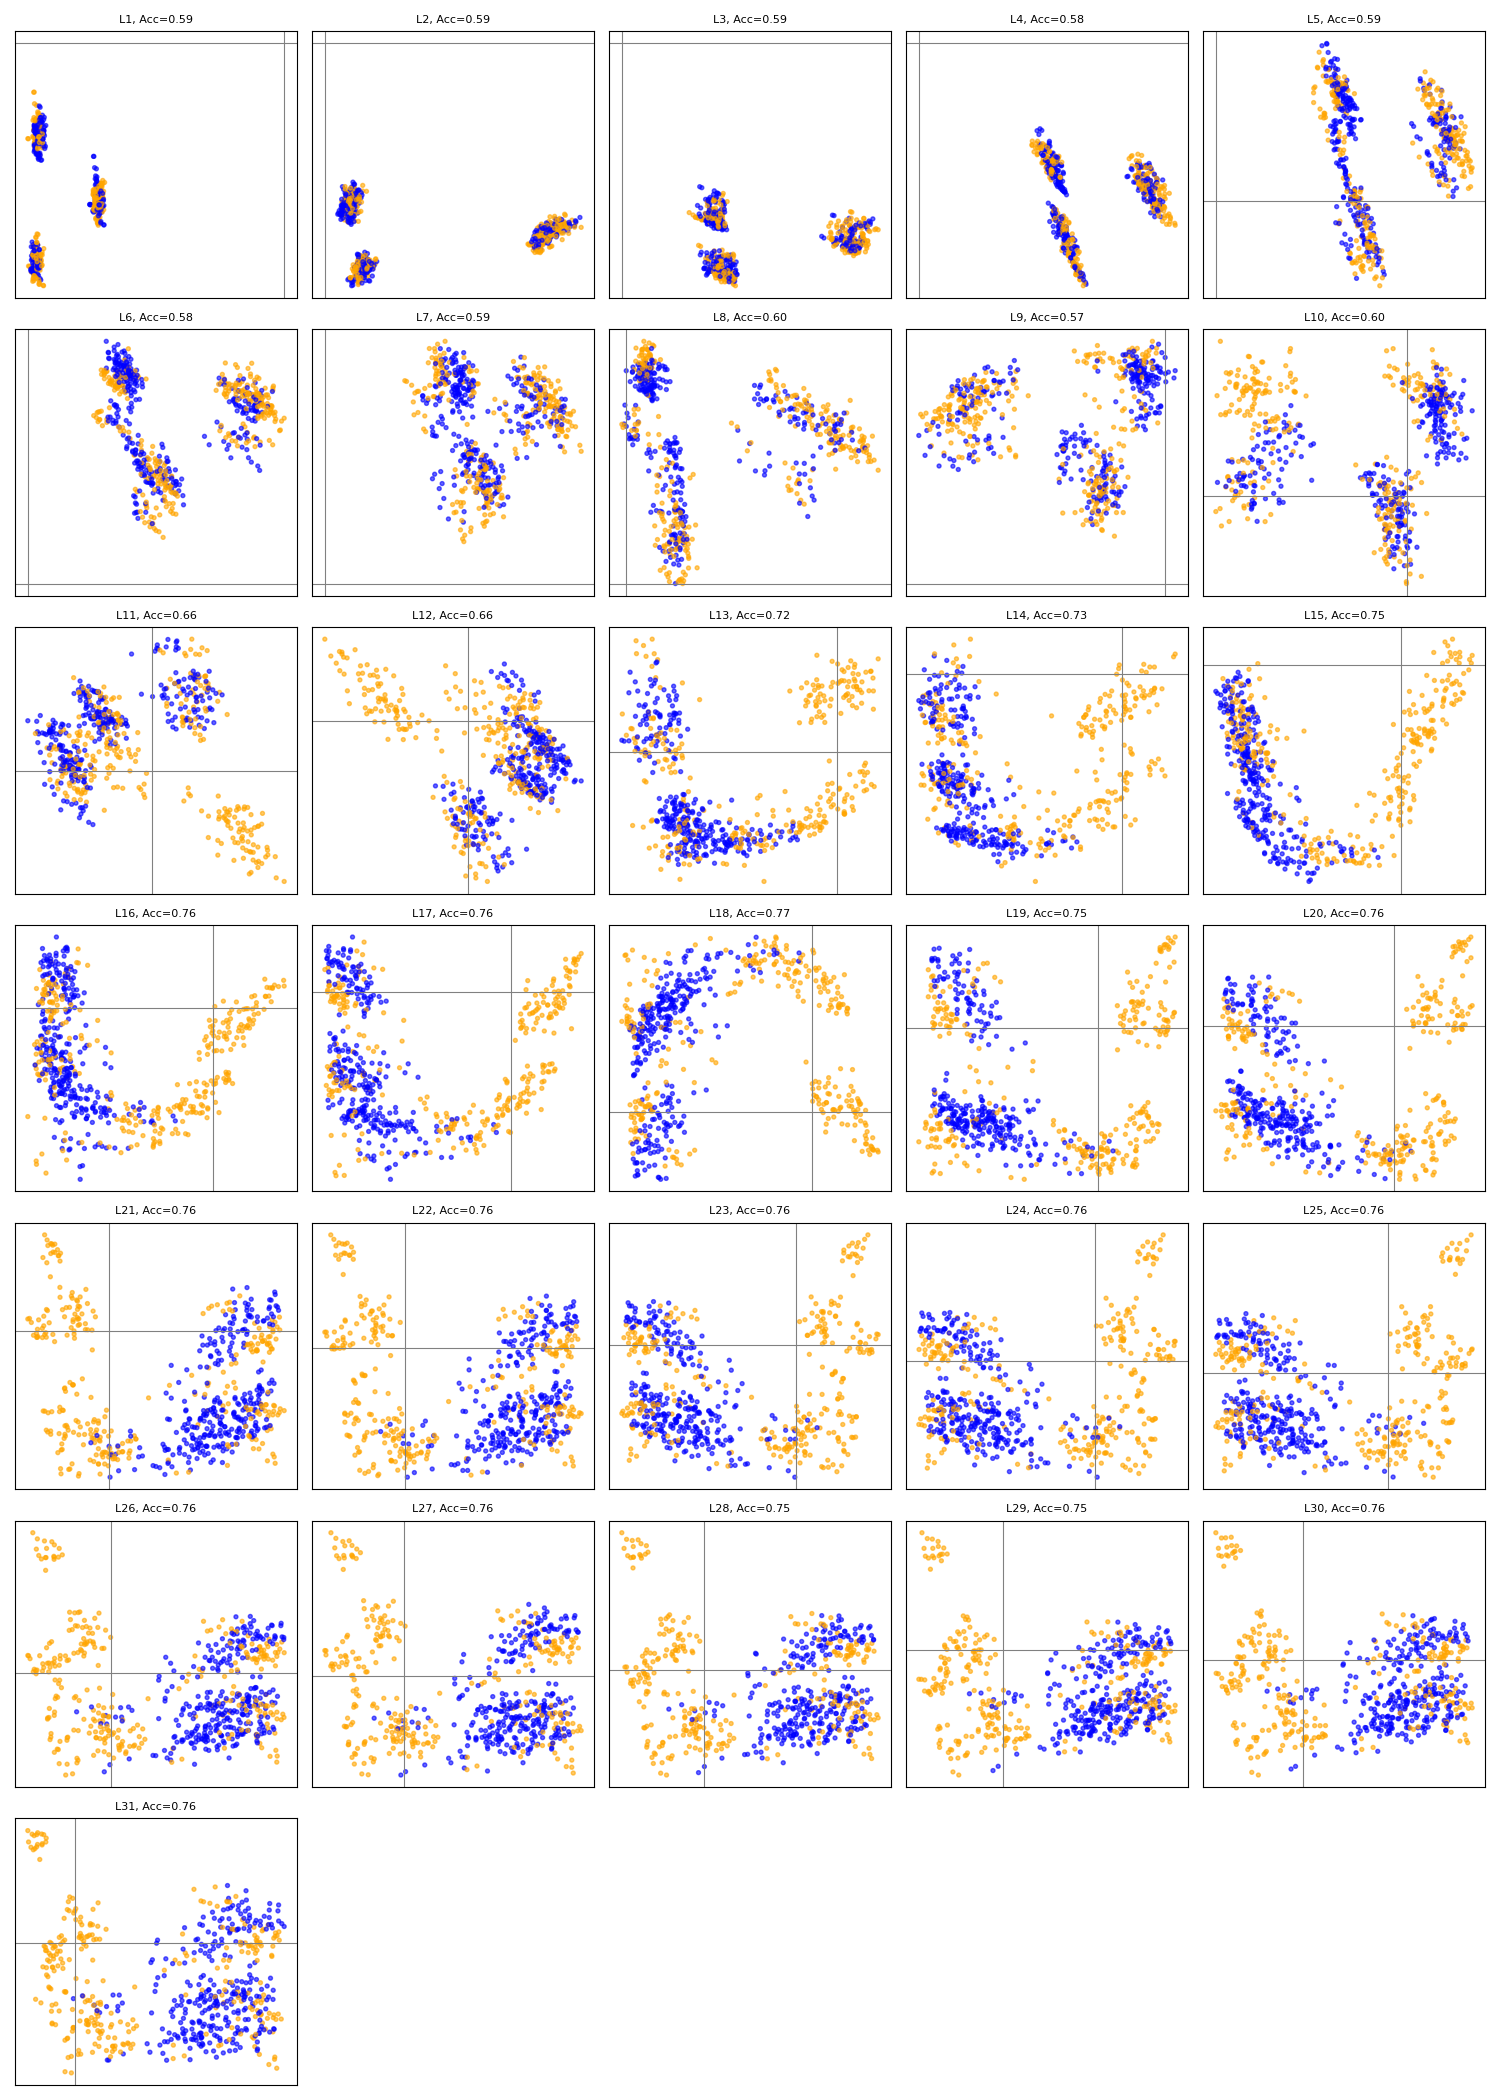 L1, Acc=0.59
L2, Acc=0.59
L3, Acc=0.59
L4, Acc=0.58
L5, Acc=0.59
L6, Acc=0.58
L7, Acc=0.59
L8, Acc=0.60
L9, Acc=0.57
L10, Acc=0.60
L11, Acc=0.66
L12, Acc=0.66
L13, Acc=0.72
L14, Acc=0.73
L15, Acc=0.75
L16, Acc=0.76
L17, Acc=0.76
L18, Acc=0.77
L19, Acc=0.75
L20, Acc=0.76
L21, Acc=0.76
L22, Acc=0.76
L23, Acc=0.76
L24, Acc=0.76
L25, Acc=0.76
L26, Acc=0.76
L27, Acc=0.76
L28, Acc=0.75
L29, Acc=0.75
L30, Acc=0.76
L31, Acc=0.76